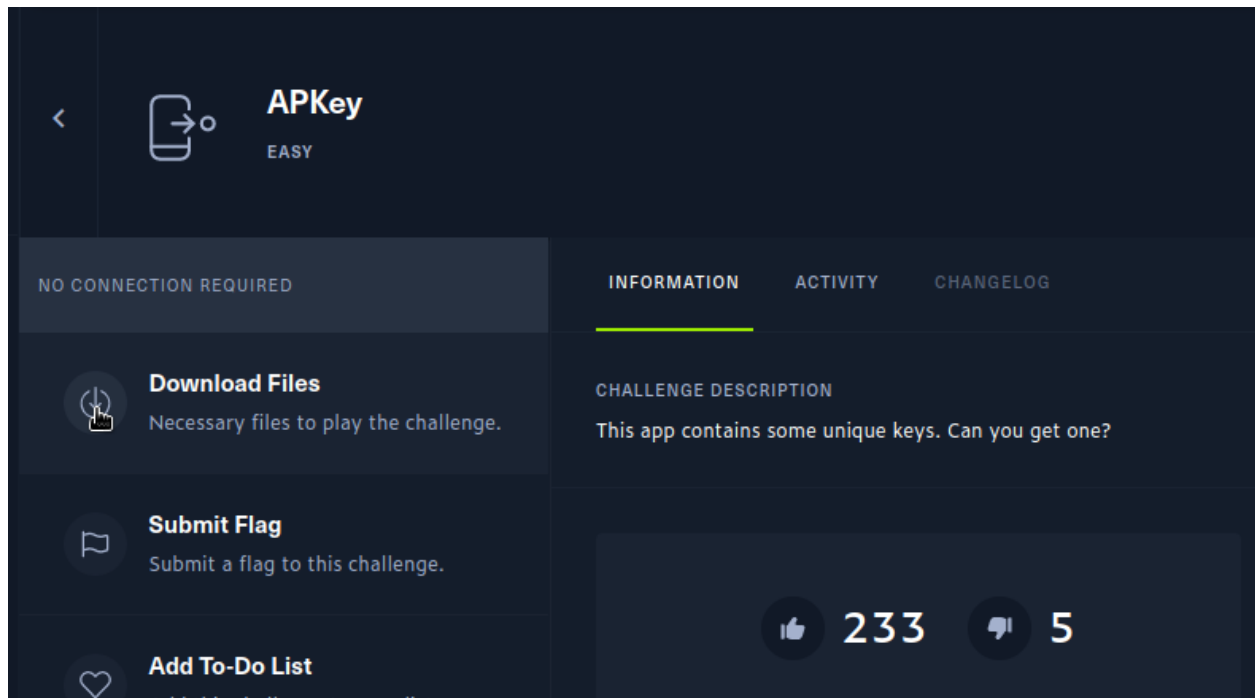 APKey
EASY
NO CONNECTION REQUIRED
INFORMATION ACTIVITY CHANGELOG
Download Files
Necessary files to play the challenge.
CHALLENGE DESCRIPTION
This app contains some unique keys. Can you get one?
Submit Flag
Submit a flag to this challenge.
233 5
Add To-Do List